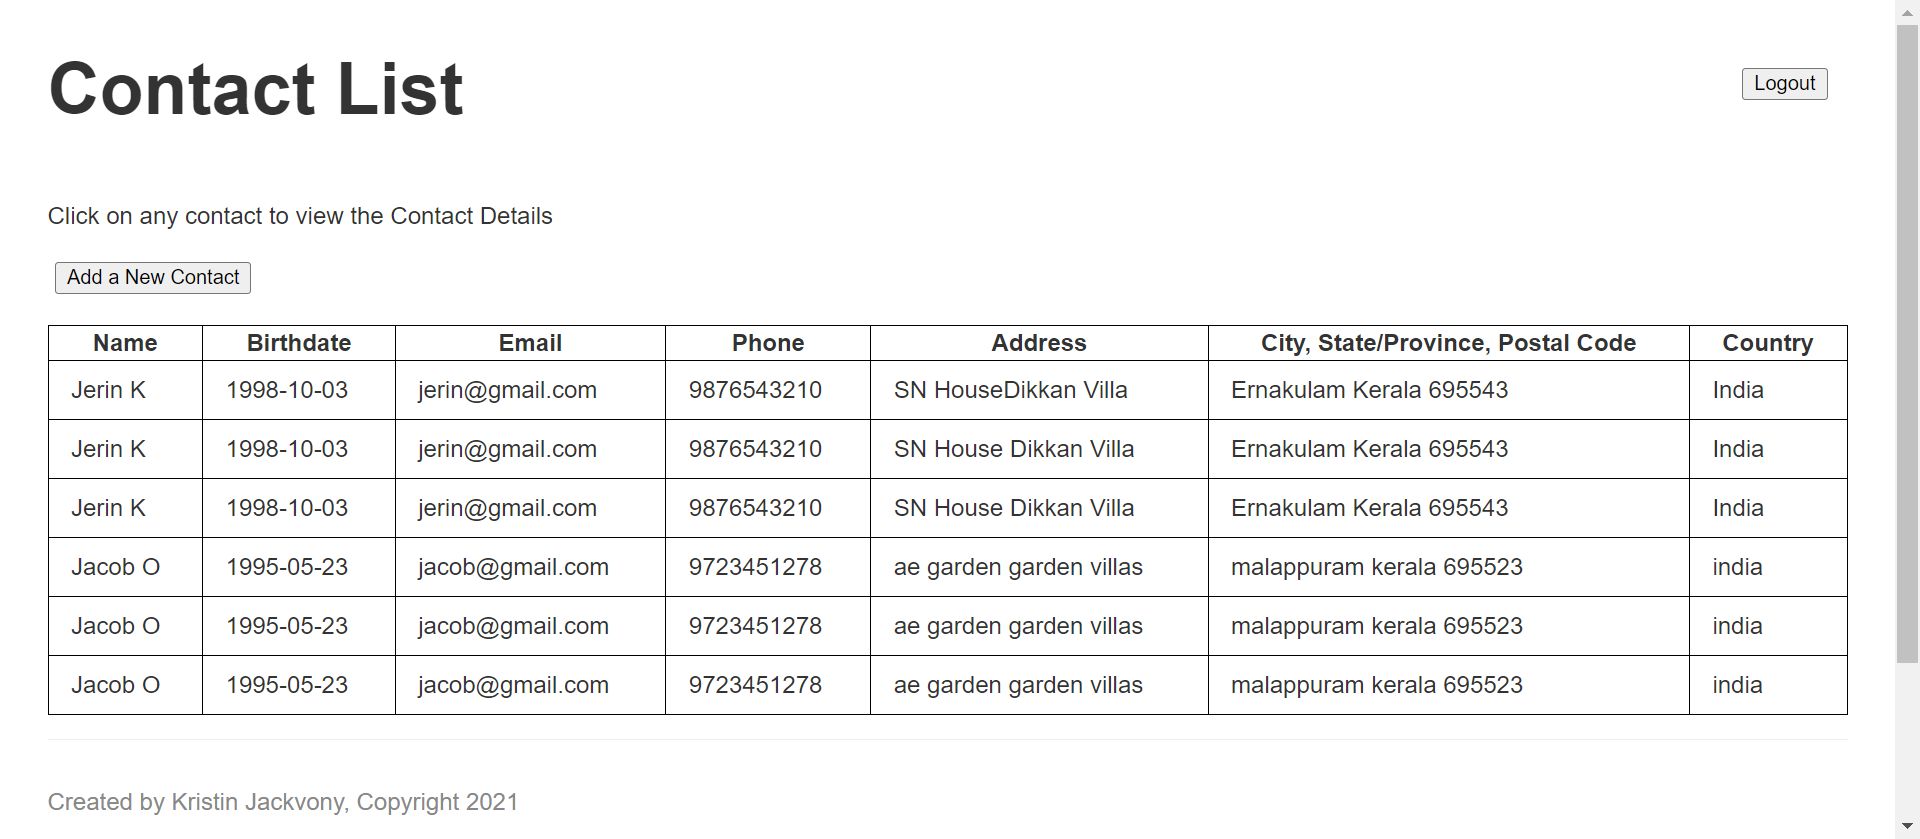 Contact List
Logout
Click on any contact to view the Contact Details
Add a New Contact
Name Birthdate Email Phone Address City, State/Province, Postal Code Country
Jerin K 1998-10-03 jerin@gmail.com 9876543210 SN HouseDikkan Villa Ernakulam Kerala 695543 India
Jerin K 1998-10-03 jerin@gmail.com 9876543210 SN House Dikkan Villa Ernakulam Kerala 695543 India
Jerin K 1998-10-03 jerin@gmail.com 9876543210 SN House Dikkan Villa Ernakulam Kerala 695543 India
Jacob O 1995-05-23 jacob@gmail.com 9723451278 ae garden garden villas malappuram kerala 695523 india
Jacob O 1995-05-23 jacob@gmail.com 9723451278 ae garden garden villas malappuram kerala 695523 india
Jacob O 1995-05-23 jacob@gmail.com 9723451278 ae garden garden villas malappuram kerala 695523 india
Created by Kristin Jackvony, Copyright 2021